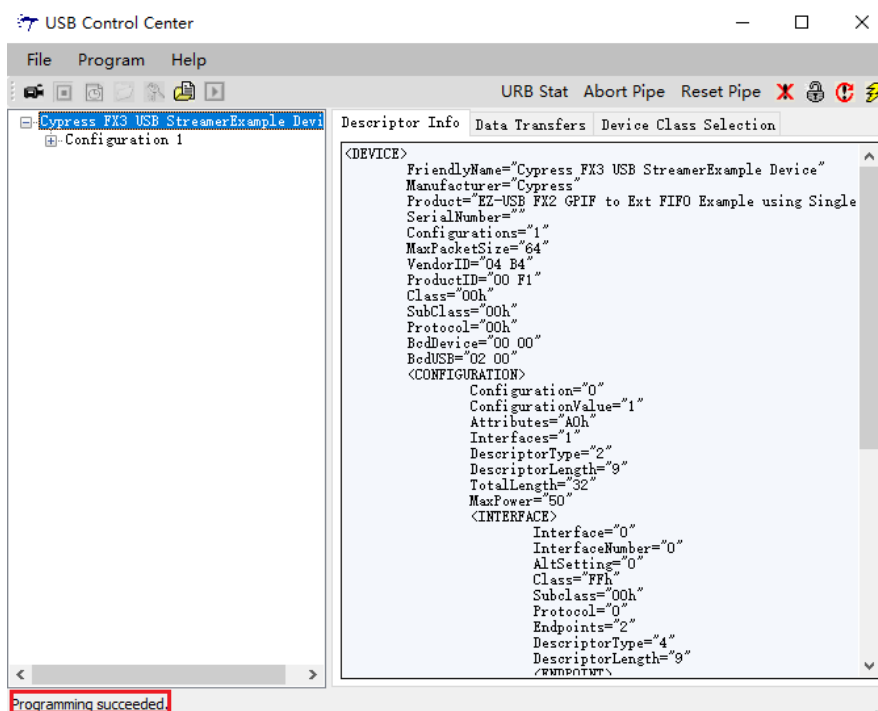 USB Control Center
File Program Help
URB Stat Abort Pipe Reset Pipe
Cypress FX3 USB StreamerExample Devi
Configuration 1
Descriptor Info Data Transfers Device Class Selection
<DEVICE>
FriendlyName="Cypress FX3 USB StreamerExample Device"
Manufacturer="Cypress"
Product="EZ-USB FX2 GPIF to Ext FIFO Example using Single
SerialNumber=""
Configurations="1"
MaxPacketSize="64"
VendorID="04 B4"
ProductID="00 F1"
Class="00h"
SubClass="00h"
Protocol="00h"
BcdDevice="00 00"
BcdUSB="02 00"
<CONFIGURATION>
Configuration="0"
ConfigurationValue="1"
Attributes="A0h"
Interfaces="1"
DescriptorType="2"
DescriptorLength="9"
TotalLength="32"
MaxPower="50"
<INTERFACE>
Interface="0"
InterfaceNumber="0"
AltSetting="0"
Class="FFh"
Subclass="00h"
Protocol="0"
Endpoints="2"
DescriptorType="4"
DescriptorLength="9"
<ENDPOINT>
Programming succeeded.